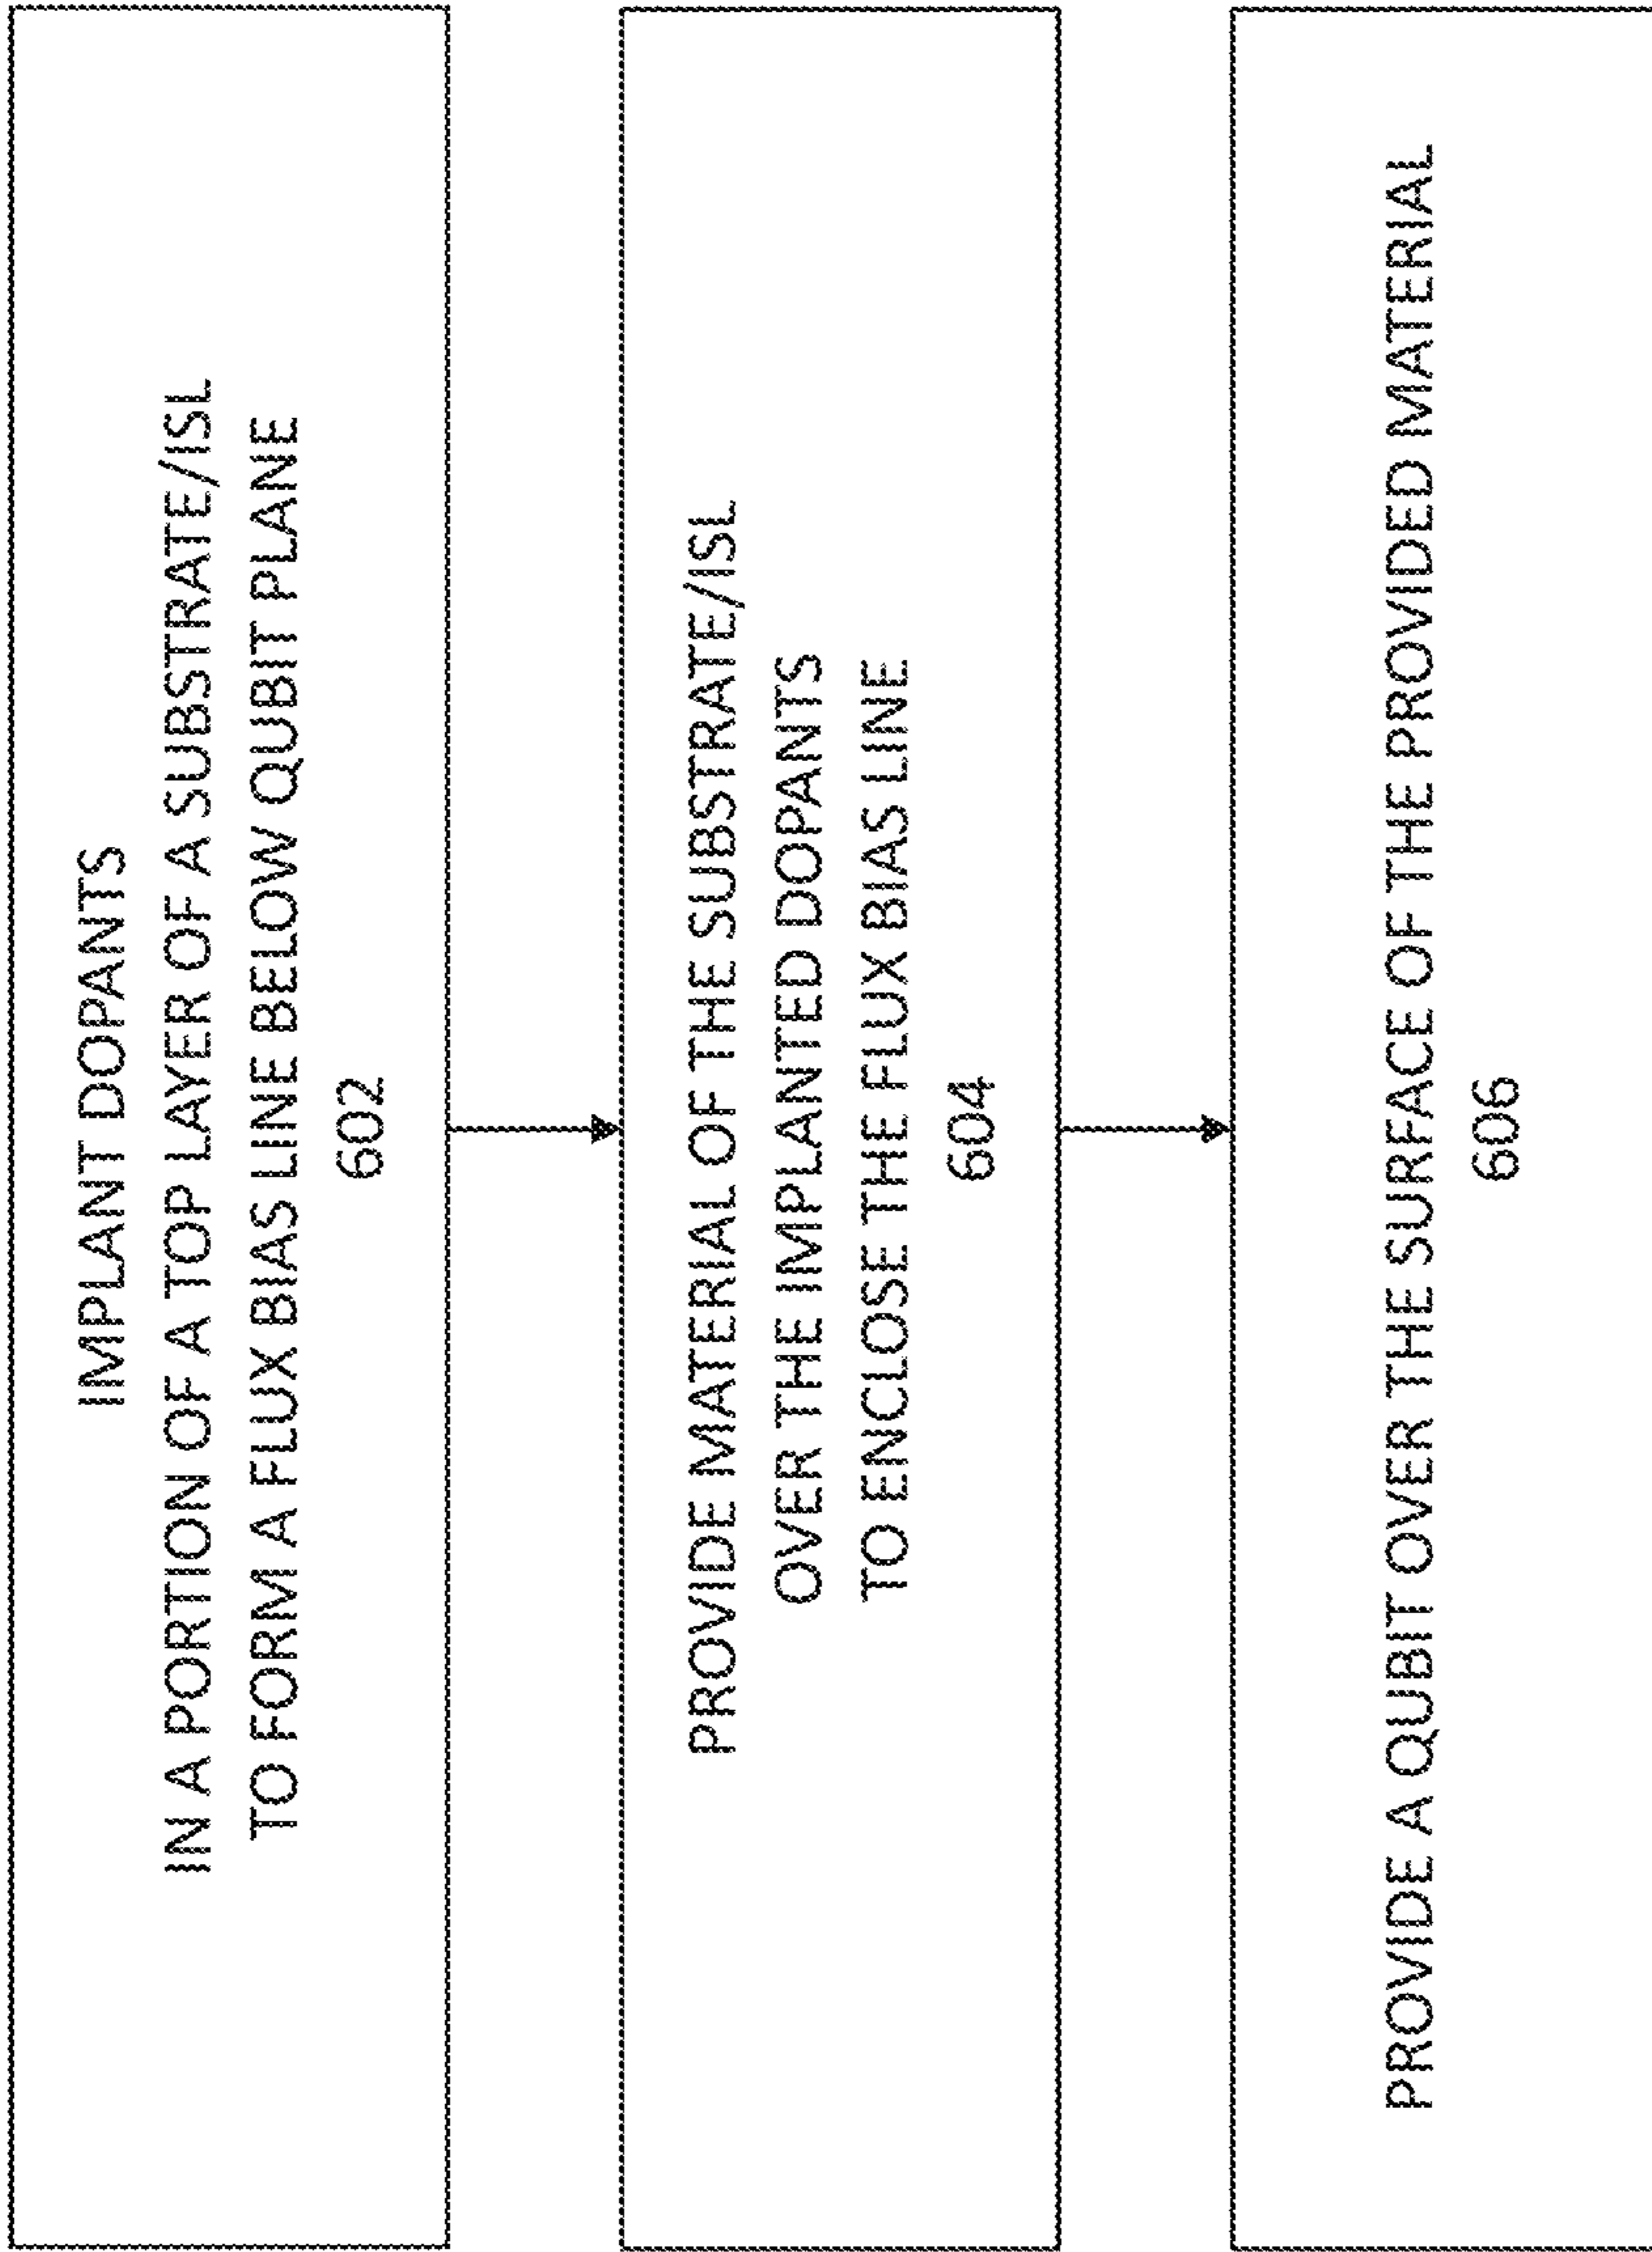 IMPLANT DOPANTS
IN A PORTION OF A TOP LAYER OF A SUBSTRATE/ISL
TO FORM A FLUX BIAS LINE BELOW QUBIT PLANE
602
PROVIDE MATERIAL OF THE SUBSTRATE/ISL
OVER THE IMPLANTED DOPANTS
TO ENCLOSE THE FLUX BIAS LINE
604
PROVIDE A QUBIT OVER THE SURFACE OF THE PROVIDED MATERIAL
606